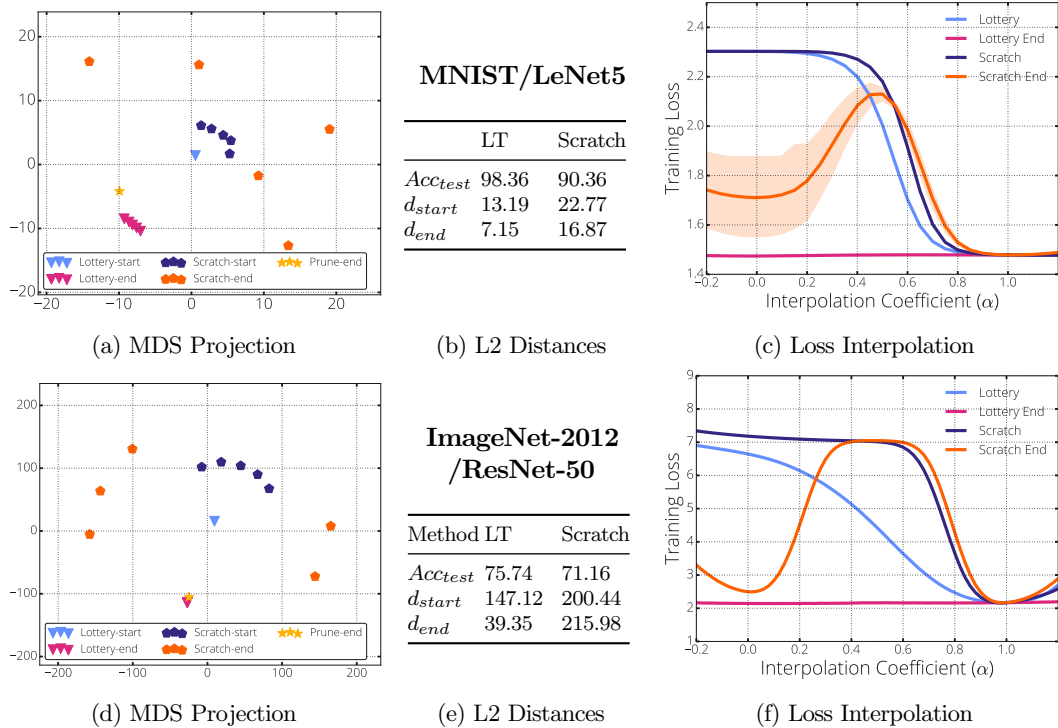 20
10
0
−10
−20
−20 −10 0 10 20
Lottery-start Scratch-start Prune-end
Lottery-end Scratch-end
(a) MDS Projection
MNIST/LeNet5
LT Scratch
Acc_test 98.36 90.36
d_start 13.19 22.77
d_end 7.15 16.87
(b) L2 Distances
Training Loss
2.6
2.4
2.2
2.0
1.8
1.6
1.4
−0.2 0.0 0.2 0.4 0.6 0.8 1.0
Interpolation Coefficient (α)
Lottery
Lottery End
Scratch
Scratch End
(c) Loss Interpolation
200
100
0
−100
−200
−200 −100 0 100 200
Lottery-start Scratch-start Prune-end
Lottery-end Scratch-end
(d) MDS Projection
ImageNet-2012
/ResNet-50
Method LT Scratch
Acc_test 75.74 71.16
d_start 147.12 200.44
d_end 39.35 215.98
(e) L2 Distances
Training Loss
9
8
7
6
5
4
3
2
1
−0.2 0.0 0.2 0.4 0.6 0.8 1.0
Interpolation Coefficient (α)
Lottery
Lottery End
Scratch
Scratch End
(f) Loss Interpolation